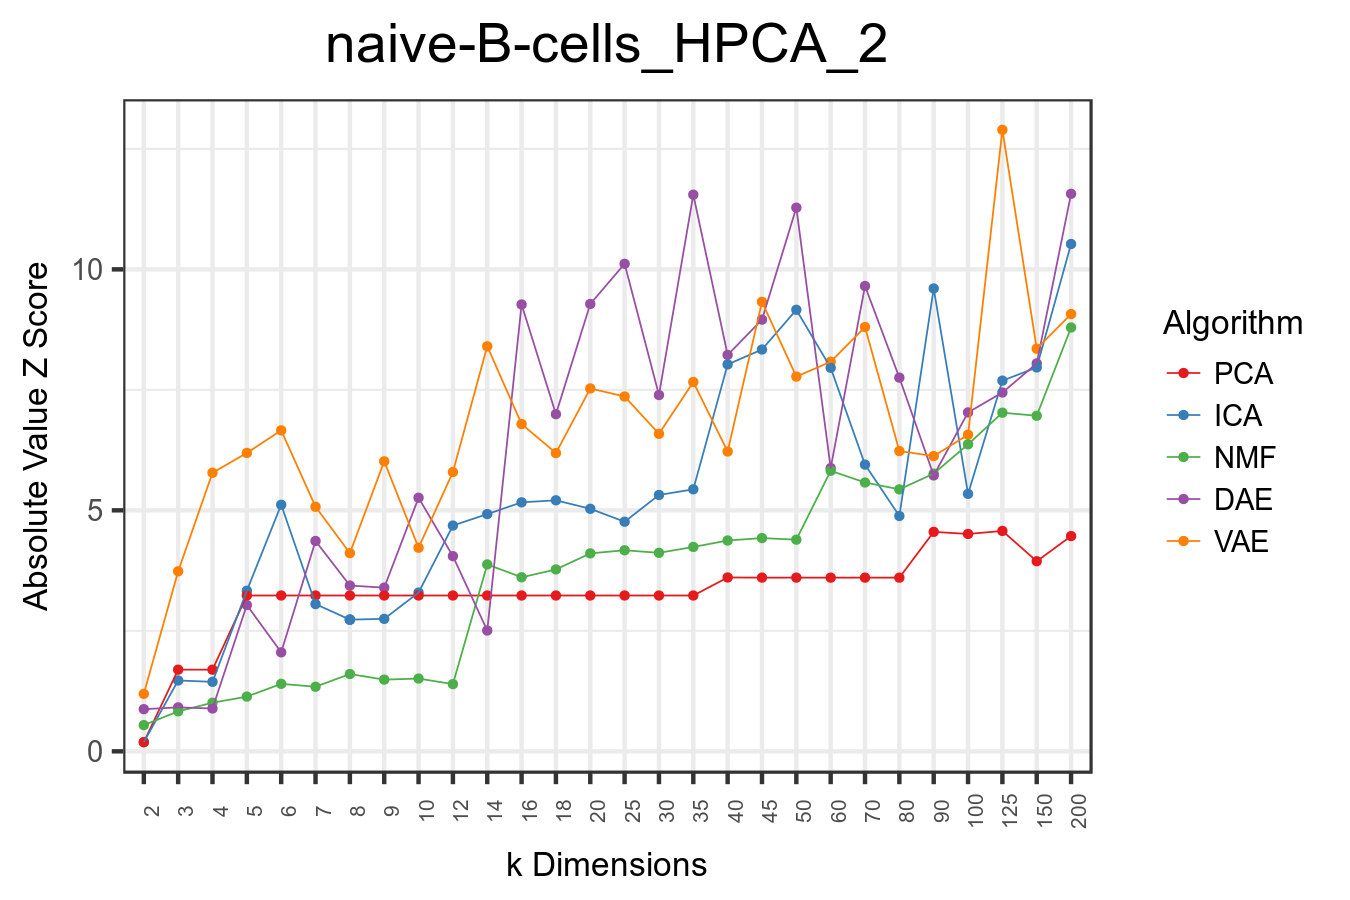 naive-B-cells_HPCA_2
Absolute Value Z Score
10
5
0
2 3 4 5 6 7 8 9 10 12 14 16 18 20 25 30 35 40 45 50 60 70 80 90 100 125 150 200
k Dimensions
Algorithm
PCA
ICA
NMF
DAE
VAE